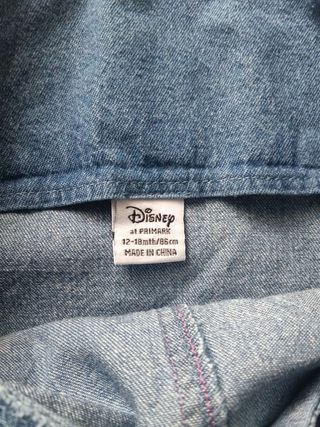 Disney
at PRIMARK
12-18mth/86cm
MADE IN CHINA